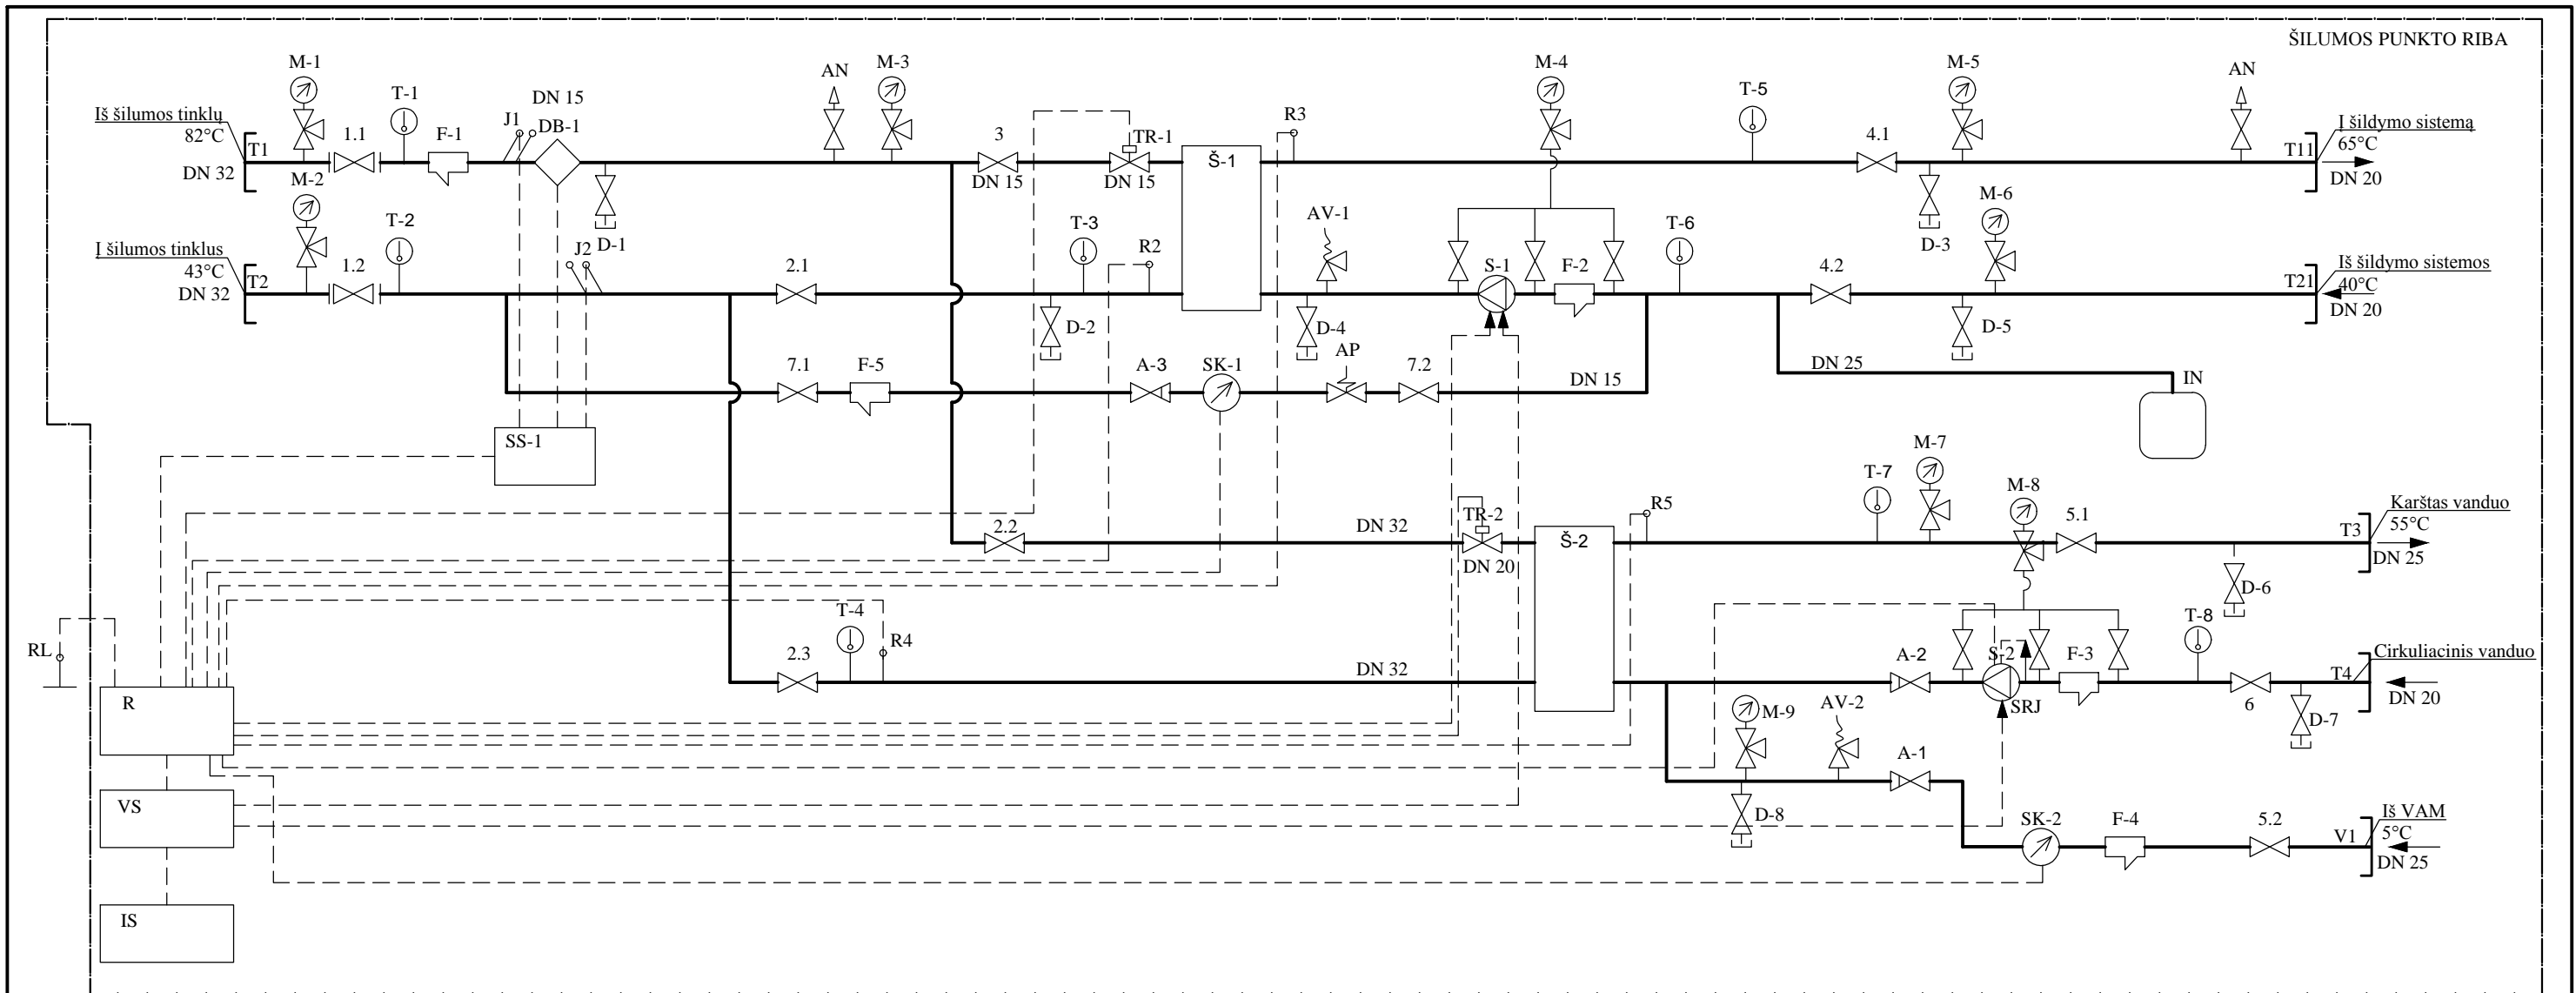 ŠILUMOS PUNKTO RIBA
M-1
T-1
DN 15
AN
M-3
M-4
T-5
M-5
AN
Iš šilumos tinklų
82°C
T1
DN 32
1.1
F-1
J1
DB-1
3
DN 15
TR-1
DN 15
Š-1
R3
4.1
D-3
T11
Į šildymo sistemą
65°C
DN 20
M-2
T-2
D-1
J2
T-3
R2
AV-1
T-6
M-6
Į šilumos tinklus
43°C
T2
DN 32
1.2
2.1
D-2
D-4
S-1
F-2
4.2
D-5
T21
Iš šildymo sistemos
40°C
DN 20
7.1
F-5
A-3
SK-1
AP
7.2
DN 15
DN 25
IN
SS-1
2.2
DN 32
TR-2
DN 20
Š-2
R5
T-7
M-7
M-8
5.1
D-6
T3
Karštas vanduo
55°C
DN 25
RL
T-4
R4
2.3
DN 32
A-2
S-2
SRJ
F-3
T-8
6
D-7
T4
Cirkuliacinis vanduo
DN 20
R
M-9
AV-2
A-1
D-8
VS
SK-2
F-4
5.2
V1
Iš VAM
5°C
DN 25
IS